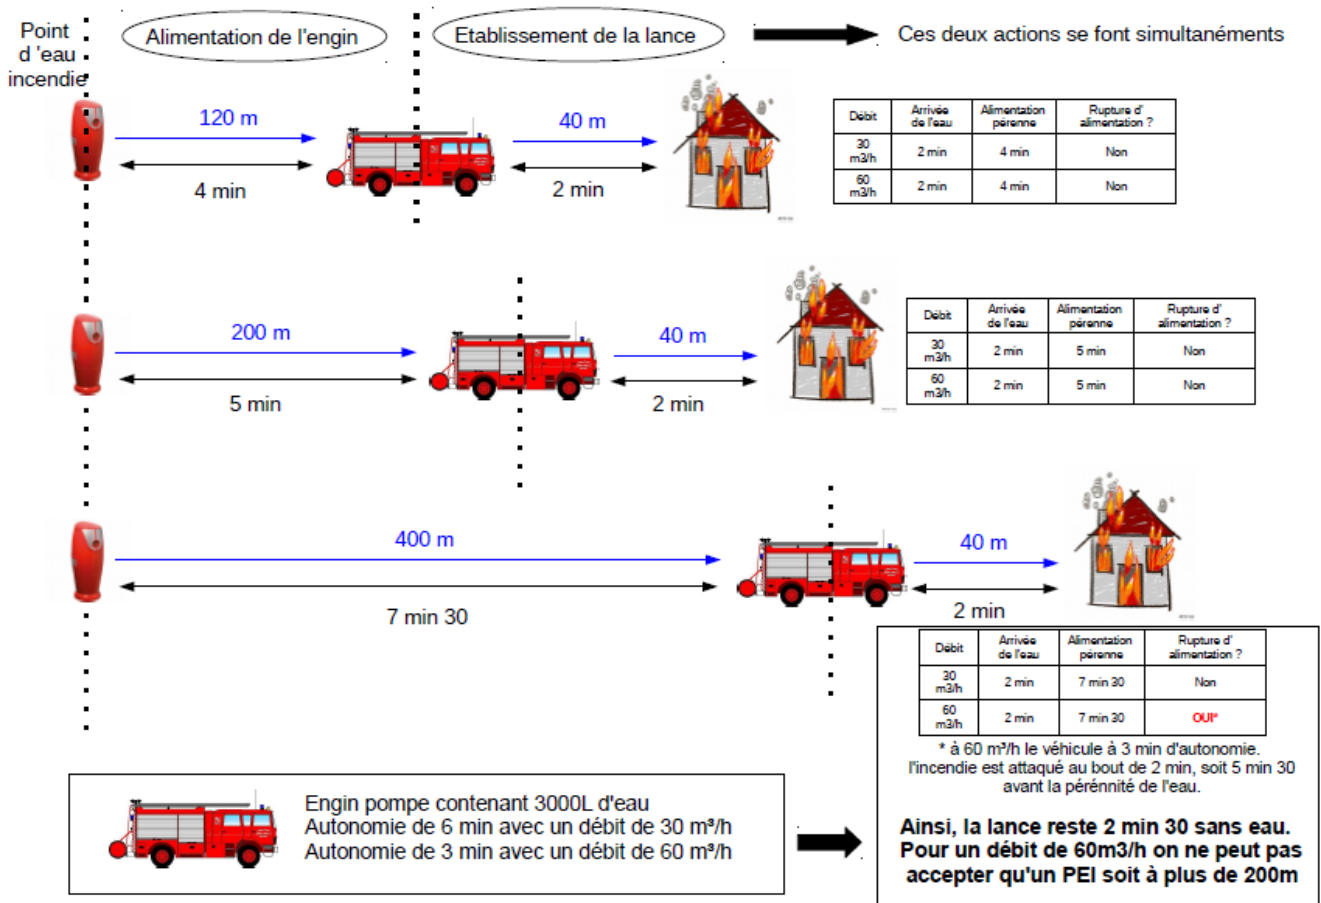 Point
d 'eau
incendie
Alimentation de l'engin
Etablissement de la lance
Ces deux actions se font simultanéments
120 m
4 min
40 m
2 min
Débit
Arrivée
de l'eau
Alimentation
pérenne
Rupture d'
alimentation ?
30
m3/h
2 min
4 min
Non
60
m3/h
2 min
4 min
Non
200 m
5 min
40 m
2 min
Débit
Arrivée
de l'eau
Alimentation
pérenne
Rupture d'
alimentation ?
30
m3/h
2 min
5 min
Non
60
m3/h
2 min
5 min
Non
400 m
7 min 30
40 m
2 min
Débit
Arrivée
de l'eau
Alimentation
pérenne
Rupture d'
alimentation ?
30
m3/h
2 min
7 min 30
Non
60
m3/h
2 min
7 min 30
OUI*
* à 60 m³/h le véhicule à 3 min d'autonomie.
l'incendie est attaqué au bout de 2 min, soit 5 min 30
avant la pérénnité de l'eau.
Ainsi, la lance reste 2 min 30 sans eau.
Pour un débit de 60m3/h on ne peut pas
accepter qu'un PEI soit à plus de 200m
Engin pompe contenant 3000L d'eau
Autonomie de 6 min avec un débit de 30 m³/h
Autonomie de 3 min avec un débit de 60 m³/h